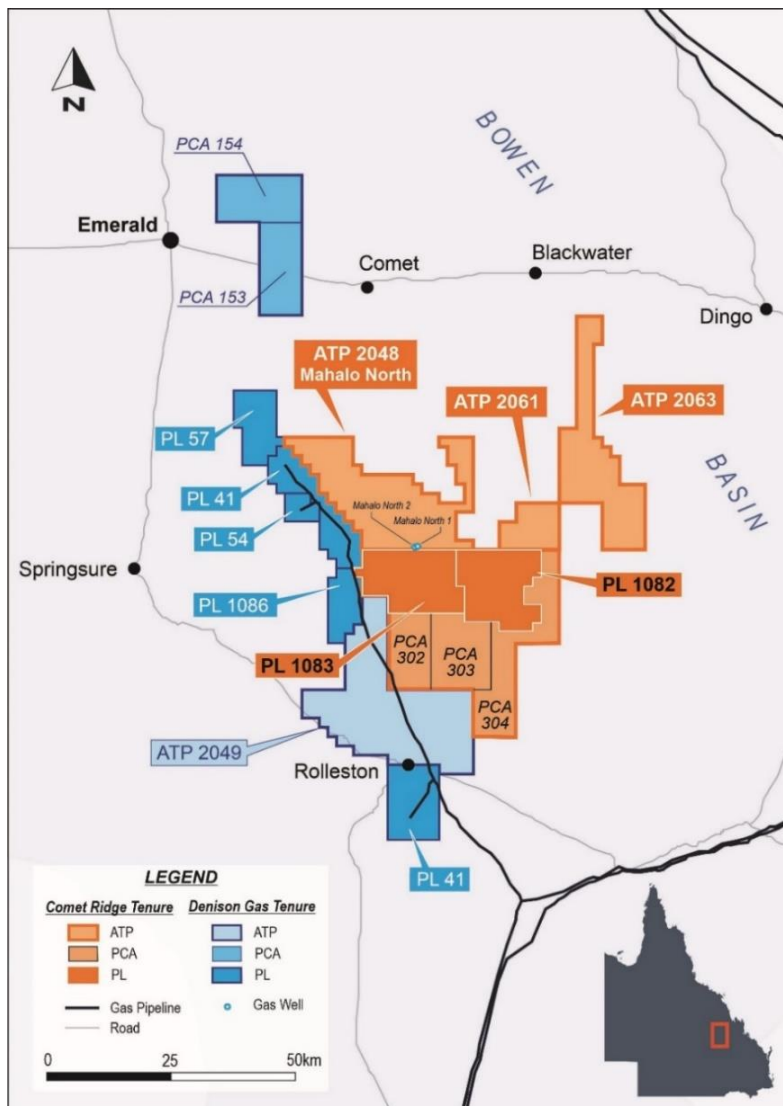 N
BOWEN
PCA 154
Emerald
PCA 153
Comet
Blackwater
Dingo
ATP 2048
Mahalo North
ATP 2061
ATP 2063
PL 57
PL 41
PL 54
BASIN
Mahalo North 2
Mahalo North 1
Springsure
PL 1086
PL 1082
PL 1083
PCA
302
PCA
303
PCA
304
ATP 2049
Rolleston
PL 41
LEGEND
Comet Ridge Tenure
Denison Gas Tenure
ATP
ATP
PCA
PCA
PL
PL
Gas Pipeline
Gas Well
Road
0
25
50km